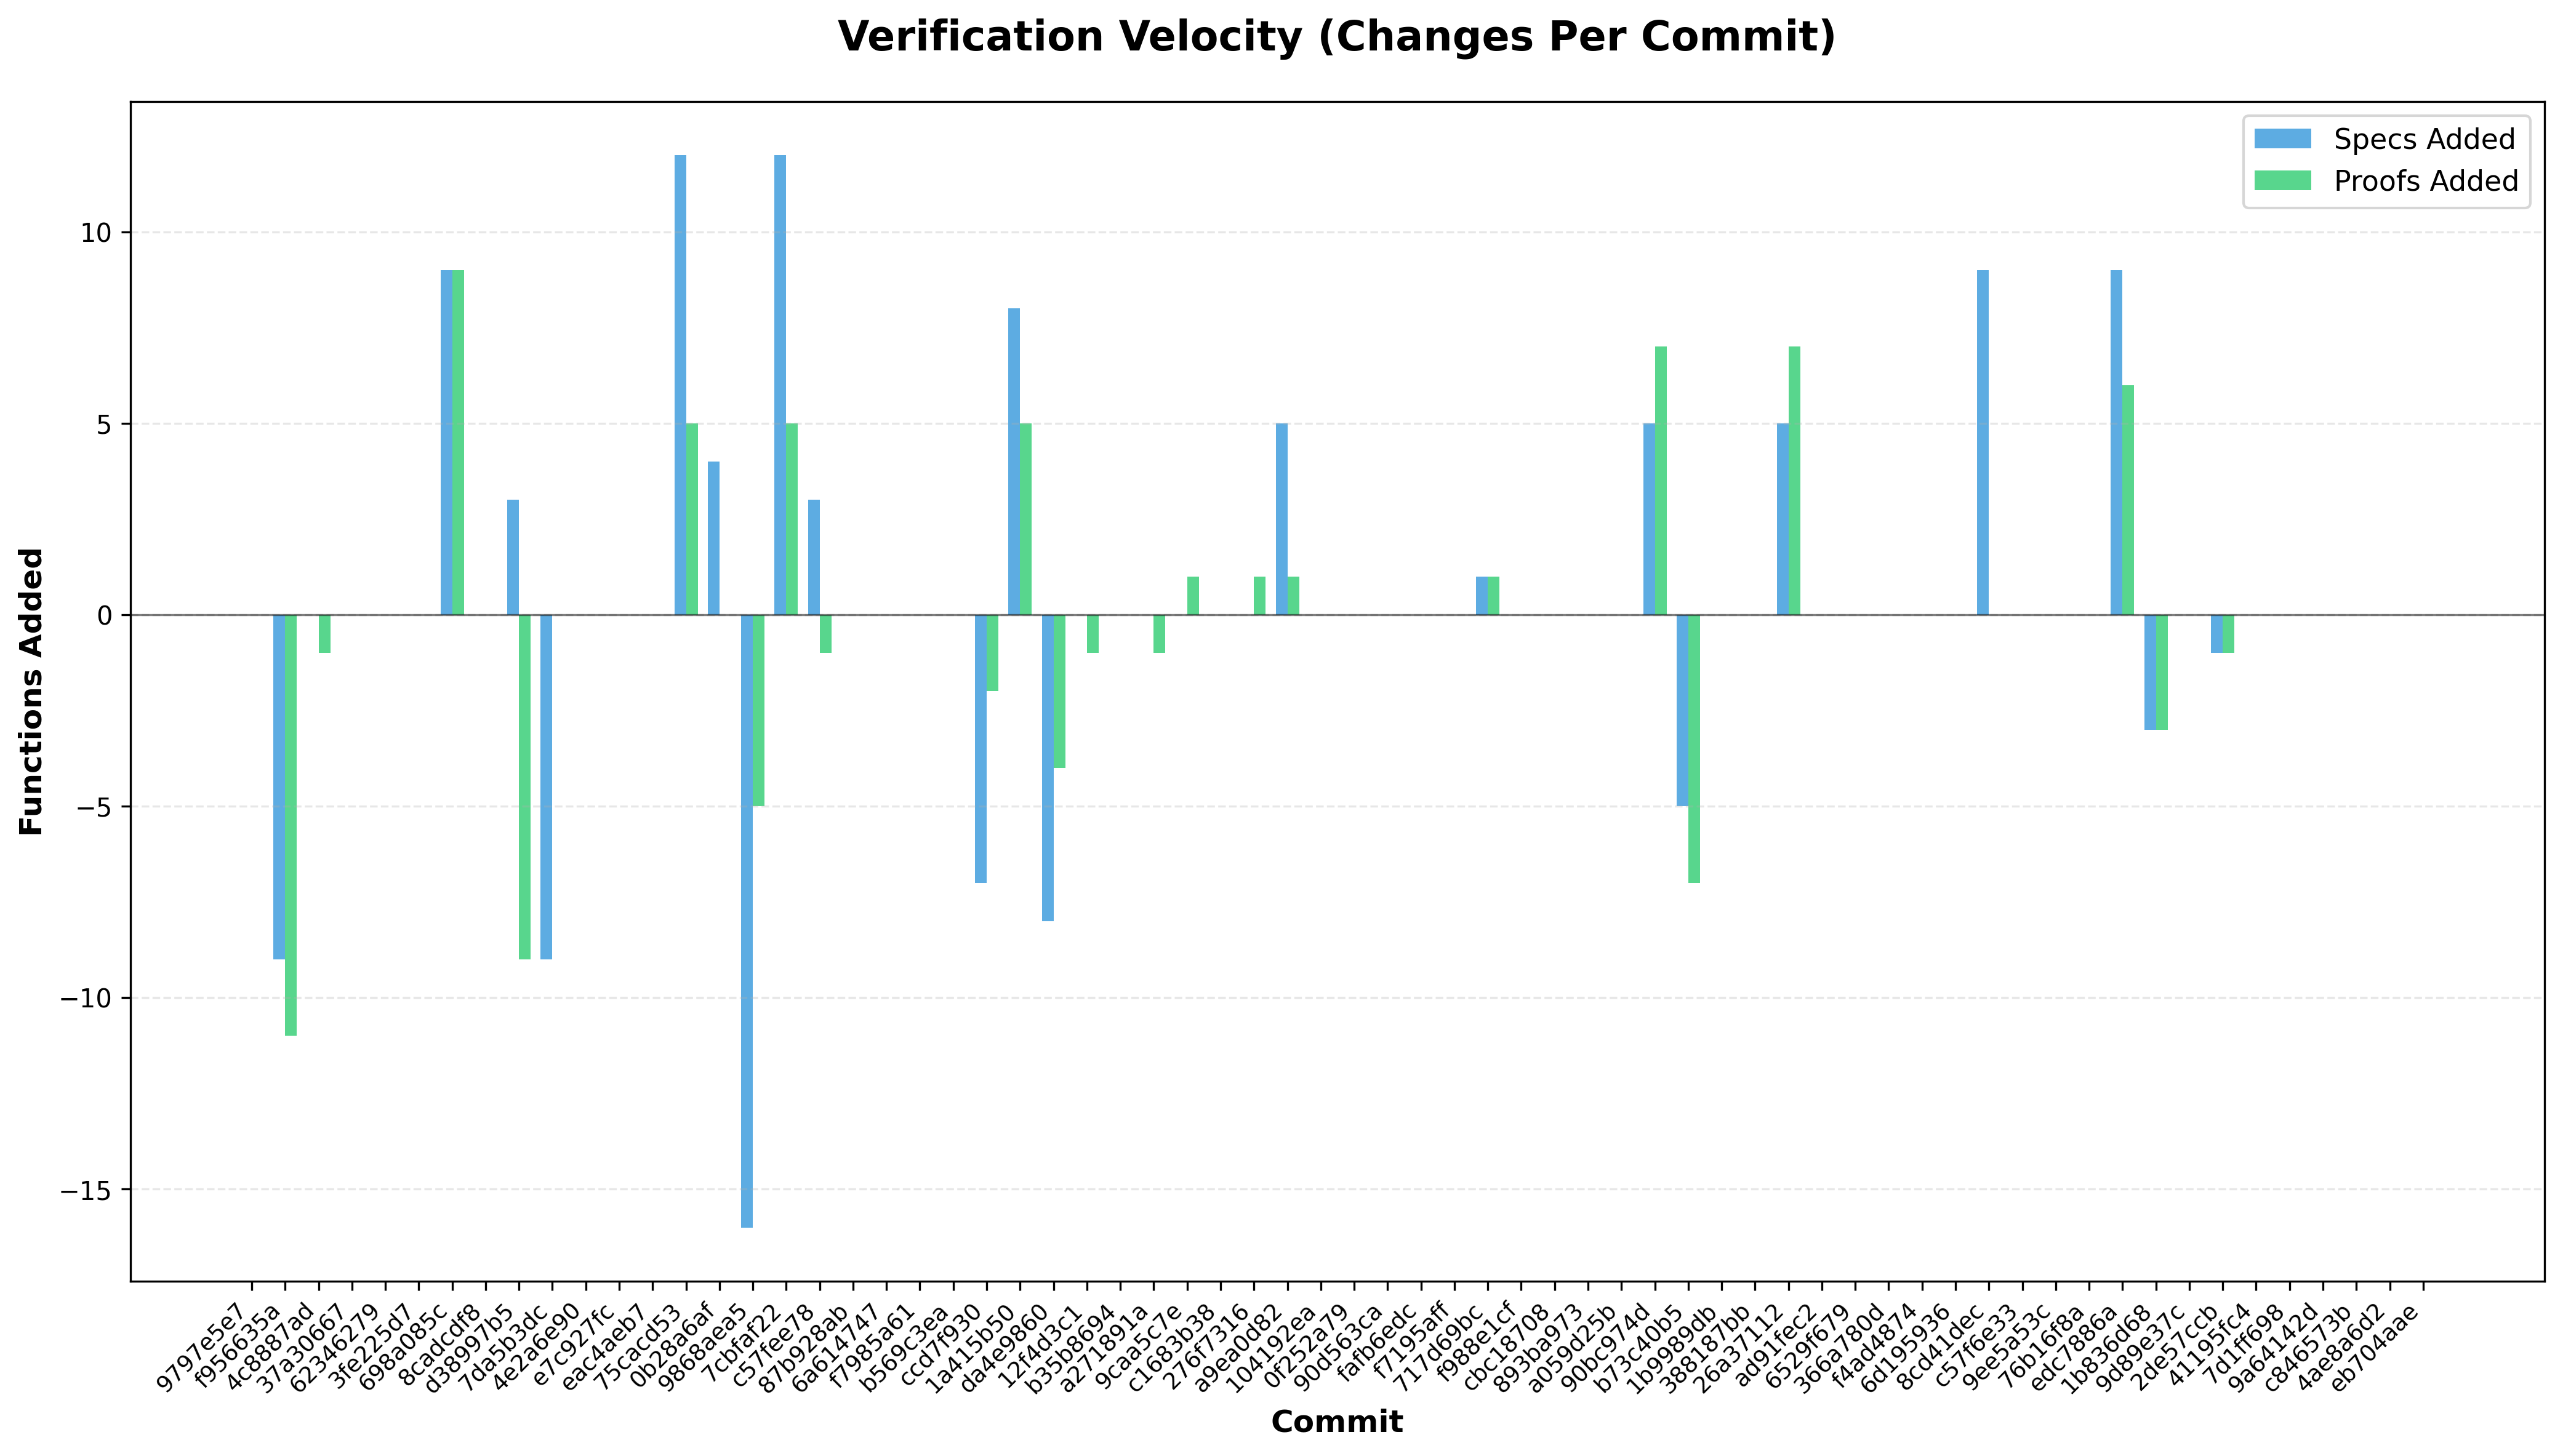 Verification Velocity (Changes Per Commit)
Specs Added
Proofs Added
10
5
0
−5
−10
−15
Functions Added
9797e5e7
f956635a
4c8887ad
37a30667
62346279
3fe225d7
698a085c
8cadcdf8
d38997b5
7da5b3dc
4e2a6e90
e7c927fc
eac4aeb7
75cacd53
0b28a6af
9868aea5
7cbfaf22
c57fee78
87b928ab
6a614747
f7985a61
b569c3ea
ccd7f930
1a415b50
da4e9860
12f4d3c1
b35b8694
a271891a
9caa5c7e
c1683b38
276f7316
a9ea0d82
104192ea
0f252a79
90d563ca
fafb6edc
f7195aff
717d69bc
f988e1cf
cbc18708
893ba973
a059d25b
90bc974d
b73c40b5
1b9989db
388187bb
26a37112
ad91fec2
6529f679
366a780d
f4ad4874
6d195936
8cd41dec
c57f6e33
9ee5a53c
76b16f8a
edc7886a
1b836d68
9d89e37c
2de57ccb
41195fc4
7d1ff698
9a64142d
c846573b
4ae8a6d2
eb704aae
Commit